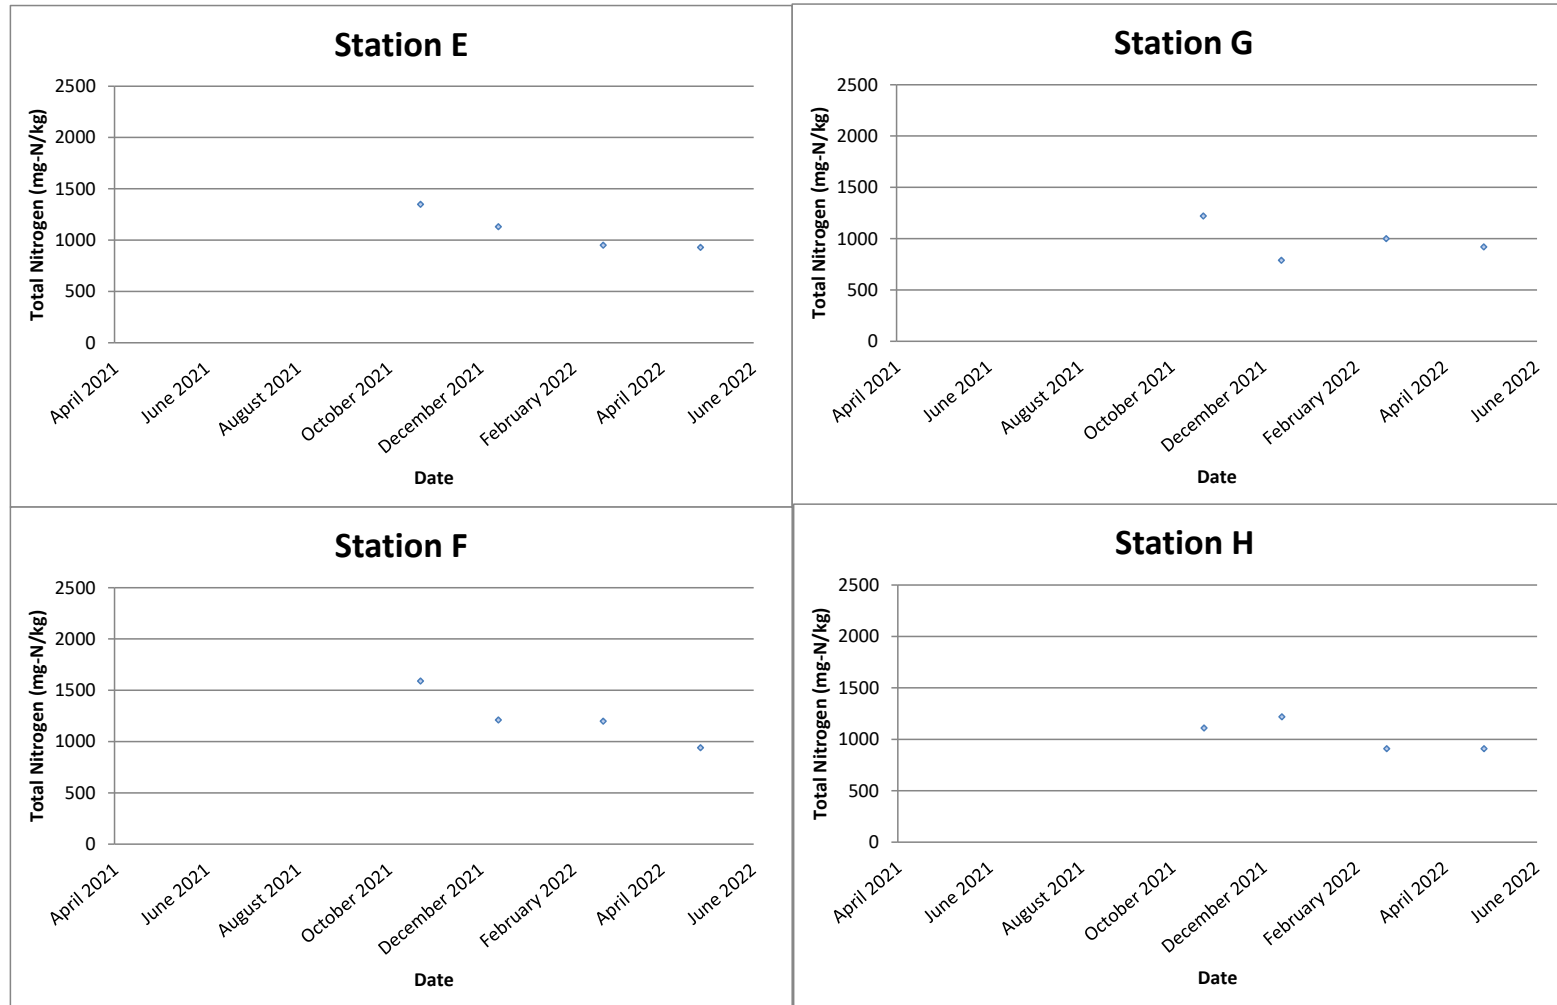 Station E
Total Nitrogen (mg-N/kg)
2500
2000
1500
1000
500
0
April 2021
June 2021
August 2021
October 2021
December 2021
February 2022
April 2022
June 2022
Date
Station G
Total Nitrogen (mg-N/kg)
2500
2000
1500
1000
500
0
April 2021
June 2021
August 2021
October 2021
December 2021
February 2022
April 2022
June 2022
Date
Station F
Total Nitrogen (mg-N/kg)
2500
2000
1500
1000
500
0
April 2021
June 2021
August 2021
October 2021
December 2021
February 2022
April 2022
June 2022
Date
Station H
Total Nitrogen (mg-N/kg)
2500
2000
1500
1000
500
0
April 2021
June 2021
August 2021
October 2021
December 2021
February 2022
April 2022
June 2022
Date